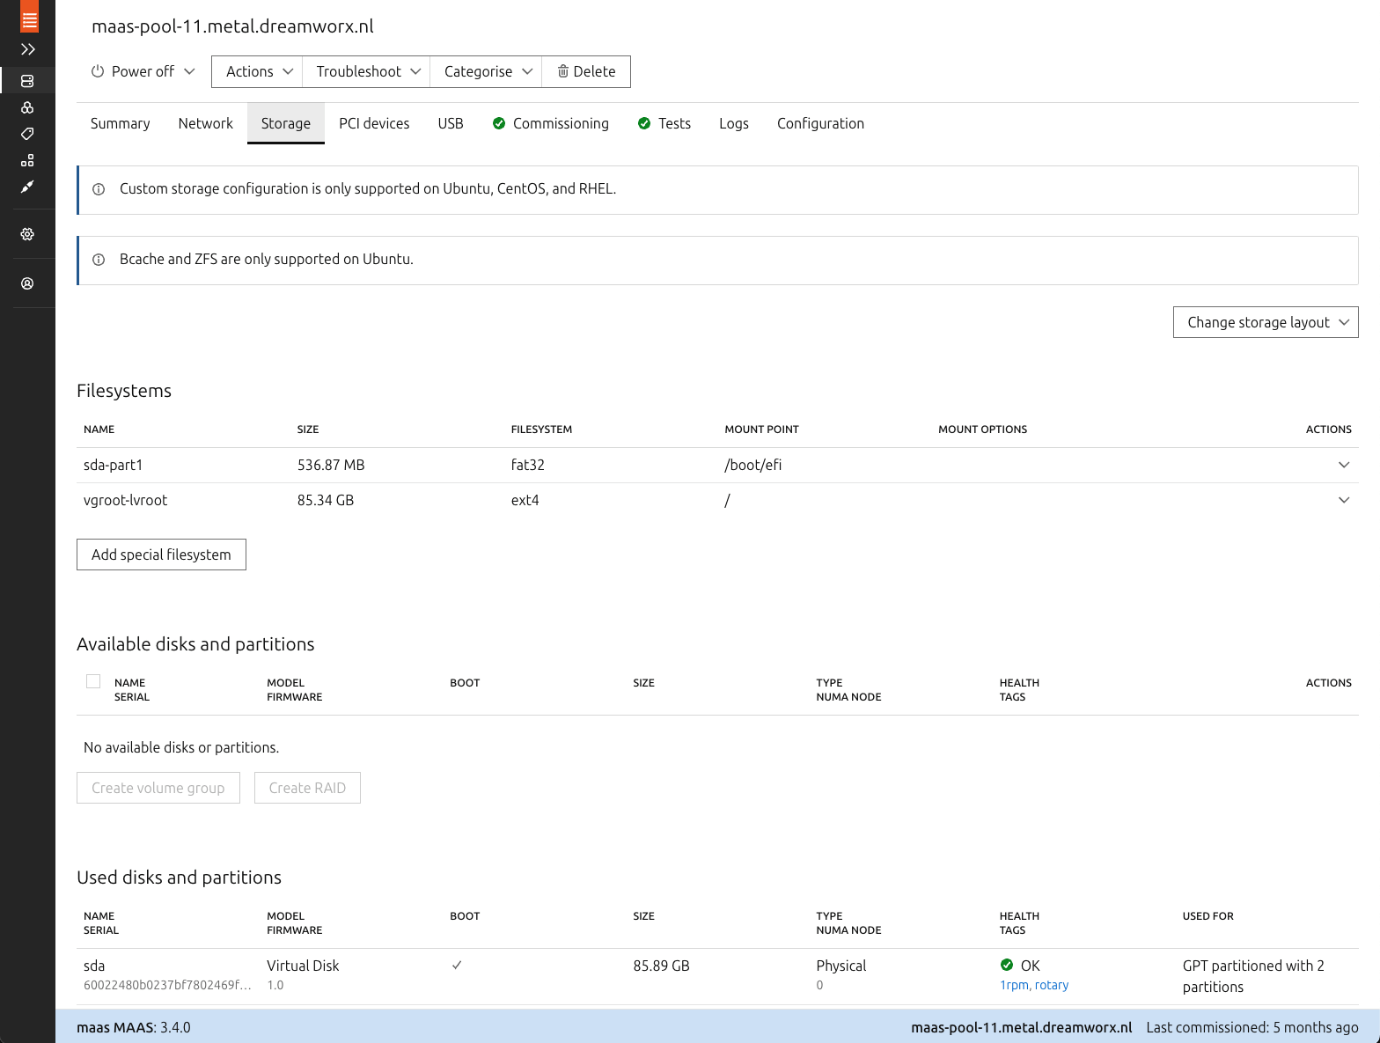 maas-pool-11.metal.dreamworx.nl
Power off Actions Troubleshoot Categorise Delete
Summary Network Storage PCI devices USB Commissioning Tests Logs Configuration
Custom storage configuration is only supported on Ubuntu, CentOS, and RHEL.
Bcache and ZFS are only supported on Ubuntu.
Change storage layout
Filesystems
NAME SIZE FILESYSTEM MOUNT POINT MOUNT OPTIONS ACTIONS
sda-part1 536.87 MB fat32 /boot/efi
vgroot-lvroot 85.34 GB ext4 /
Add special filesystem
Available disks and partitions
NAME MODEL BOOT SIZE TYPE HEALTH ACTIONS
SERIAL FIRMWARE NUMA NODE TAGS
No available disks or partitions.
Create volume group Create RAID
Used disks and partitions
NAME MODEL BOOT SIZE TYPE HEALTH USED FOR
SERIAL FIRMWARE NUMA NODE TAGS
sda Virtual Disk 85.89 GB Physical OK GPT partitioned with 2
60022480b0237bf7802469f... 1.0 0 1rpm, rotary partitions
maas MAAS: 3.4.0 maas-pool-11.metal.dreamworx.nl Last commissioned: 5 months ago